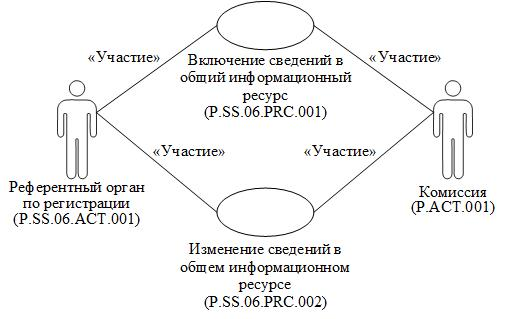 «Участие»
«Участие»
Включение сведений в
общий информационный
ресурс
(P.SS.06.PRC.001)
«Участие»
«Участие»
Референтный орган
по регистрации
(P.SS.06.ACT.001)
Комиссия
(P.ACT.001)
Изменение сведений в
общем информационном
ресурсе
(P.SS.06.PRC.002)